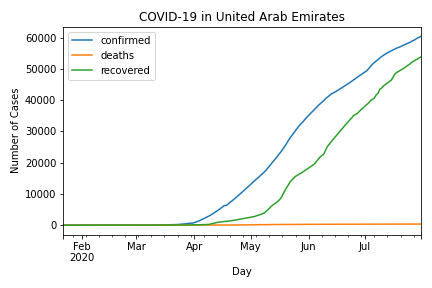 COVID-19 in United Arab Emirates
confirmed
deaths
recovered
Number of Cases
60000
50000
40000
30000
20000
10000
0
Feb
2020
Mar
Apr
May
Jun
Jul
Day